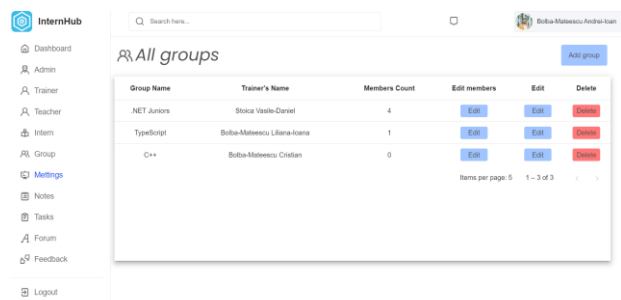 InternHub
Search here...
Bolba-Mateescu Andrei-Ioan
Dashboard
Admin
Trainer
Teacher
Intern
Group
Mettings
Notes
Tasks
Forum
Feedback
Logout
All groups
Add group
Group Name Trainer's Name Members Count Edit members Edit Delete
.NET Juniors Stoica Vasile-Daniel 4 Edit Edit Delete
TypeScript Bolba-Mateescu Liliana-Ioana 1 Edit Edit Delete
C++ Bolba-Mateescu Cristian 0 Edit Edit Delete
Items per page: 5 1 – 3 of 3